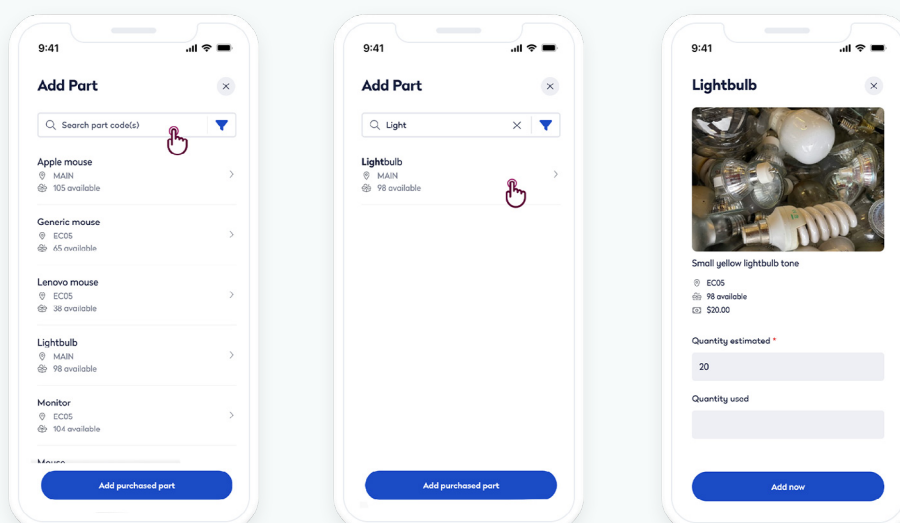 9:41
Add Part
Search part code(s)
Apple mouse
MAIN
105 available
Generic mouse
EC05
65 available
Lenovo mouse
EC05
38 available
Lightbulb
MAIN
98 available
Monitor
EC05
104 available
Mouse
Add purchased part
9:41
Add Part
Light
Lightbulb
MAIN
98 available
Add purchased part
9:41
Lightbulb
Small yellow lightbulb tone
EC05
98 available
$20.00
Quantity estimated *
20
Quantity used
Add now